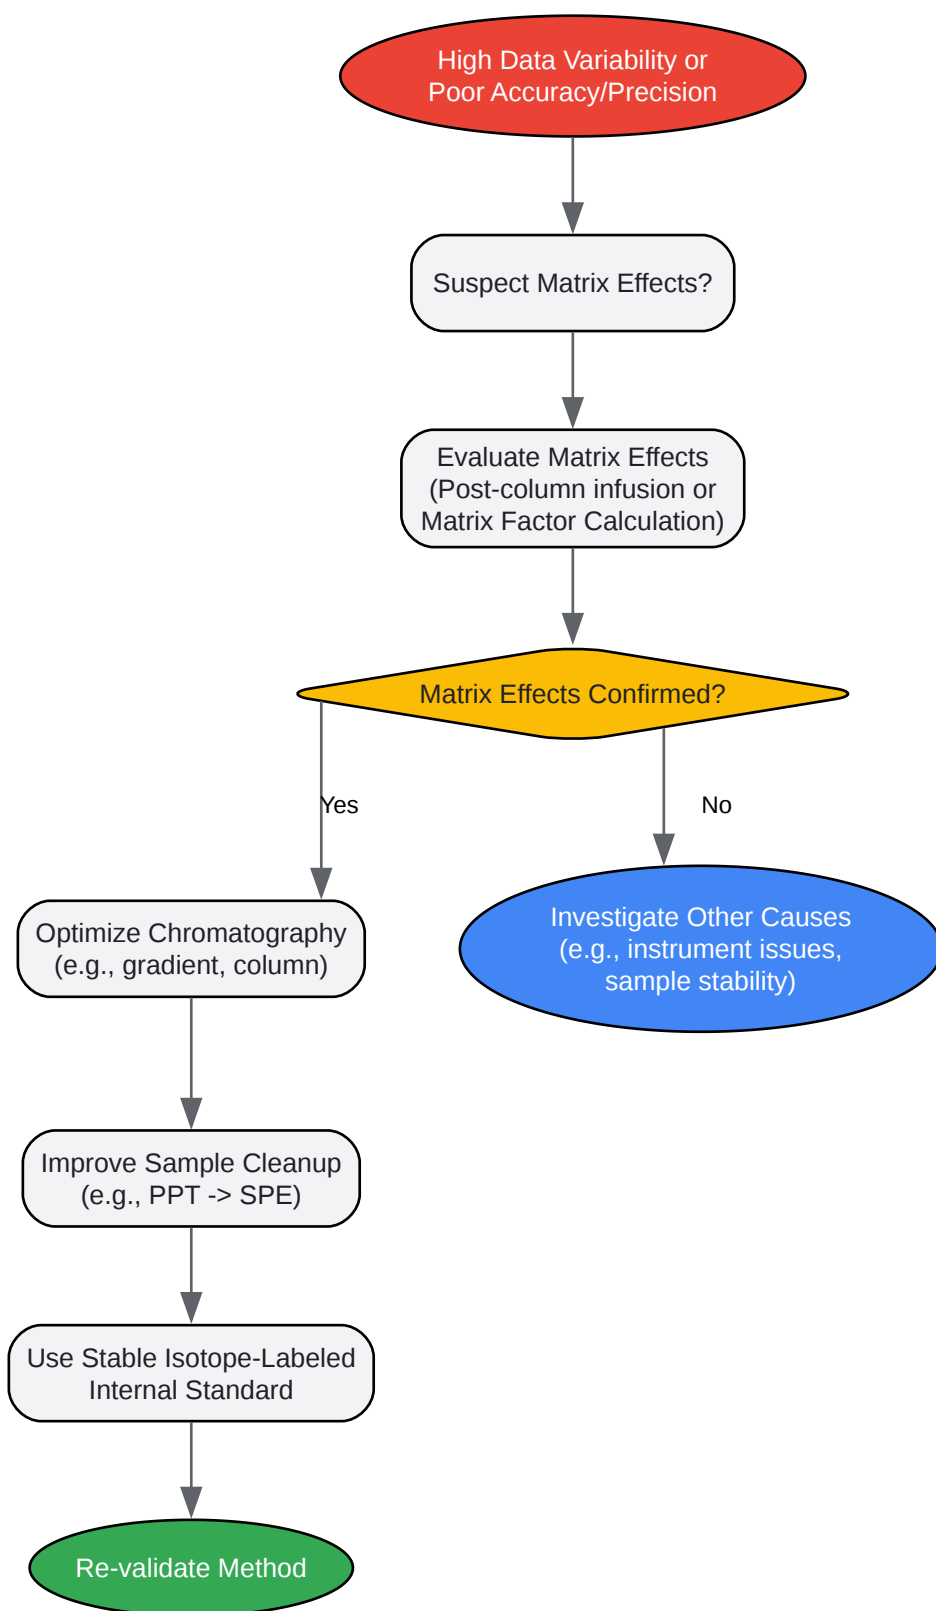 High Data Variability or
Poor Accuracy/Precision
Suspect Matrix Effects?
Evaluate Matrix Effects
(Post-column infusion or
Matrix Factor Calculation)
Matrix Effects Confirmed?
Yes
No
Optimize Chromatography
(e.g., gradient, column)
Investigate Other Causes
(e.g., instrument issues,
sample stability)
Improve Sample Cleanup
(e.g., PPT -> SPE)
Use Stable Isotope-Labeled
Internal Standard
Re-validate Method